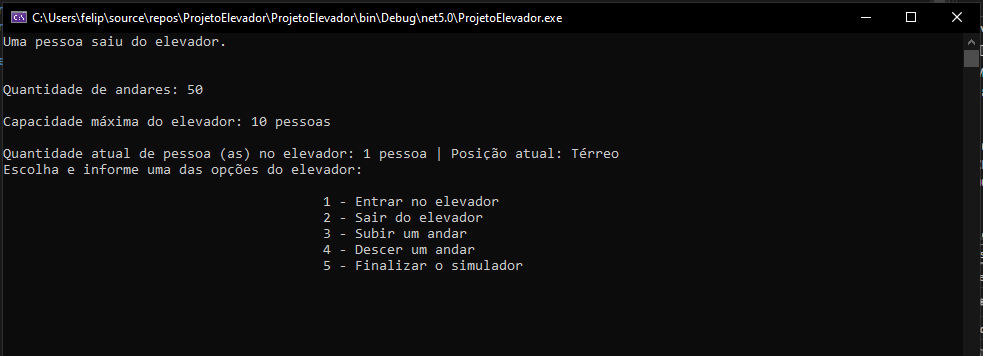 C:\Users\felip\source\repos\ProjetoElevador\ProjetoElevador\bin\Debug\net5.0\ProjetoElevador.exe
Uma pessoa saiu do elevador.
Quantidade de andares: 50
Capacidade máxima do elevador: 10 pessoas
Quantidade atual de pessoa (as) no elevador: 1 pessoa | Posição atual: Térreo
Escolha e informe uma das opções do elevador:
1 - Entrar no elevador
2 - Sair do elevador
3 - Subir um andar
4 - Descer um andar
5 - Finalizar o simulador